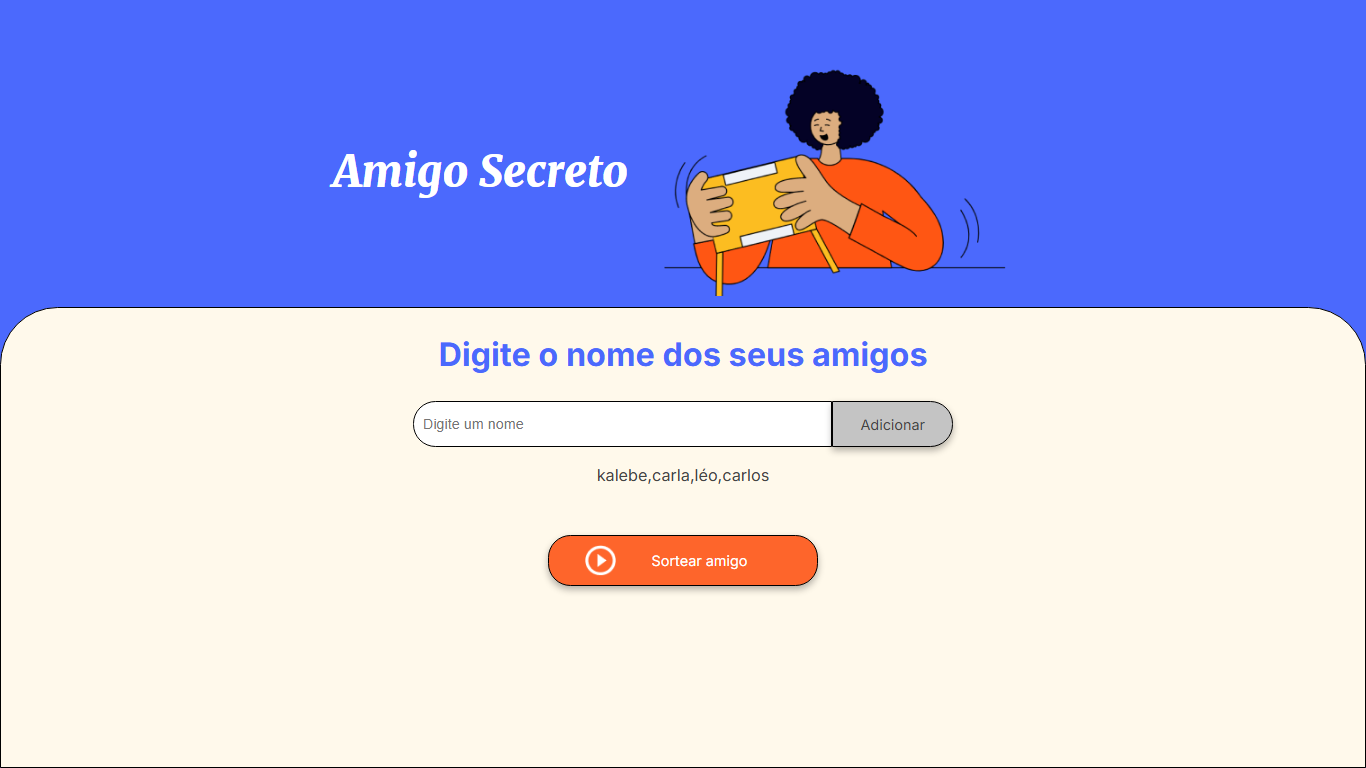 Amigo Secreto
Digite o nome dos seus amigos
Digite um nome
Adicionar
kalebe,carla,léo,carlos
Sortear amigo